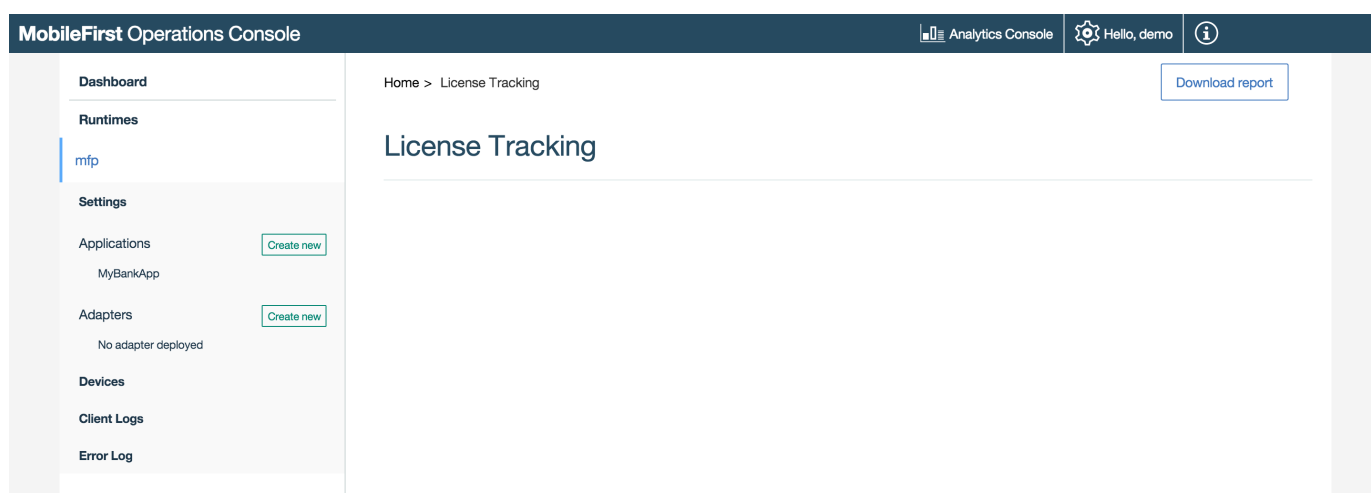 MobileFirst Operations Console
Analytics Console
Hello, demo
Dashboard
Runtimes
mfp
Settings
Applications
Create new
MyBankApp
Adapters
Create new
No adapter deployed
Devices
Client Logs
Error Log
Home > License Tracking
Download report
License Tracking